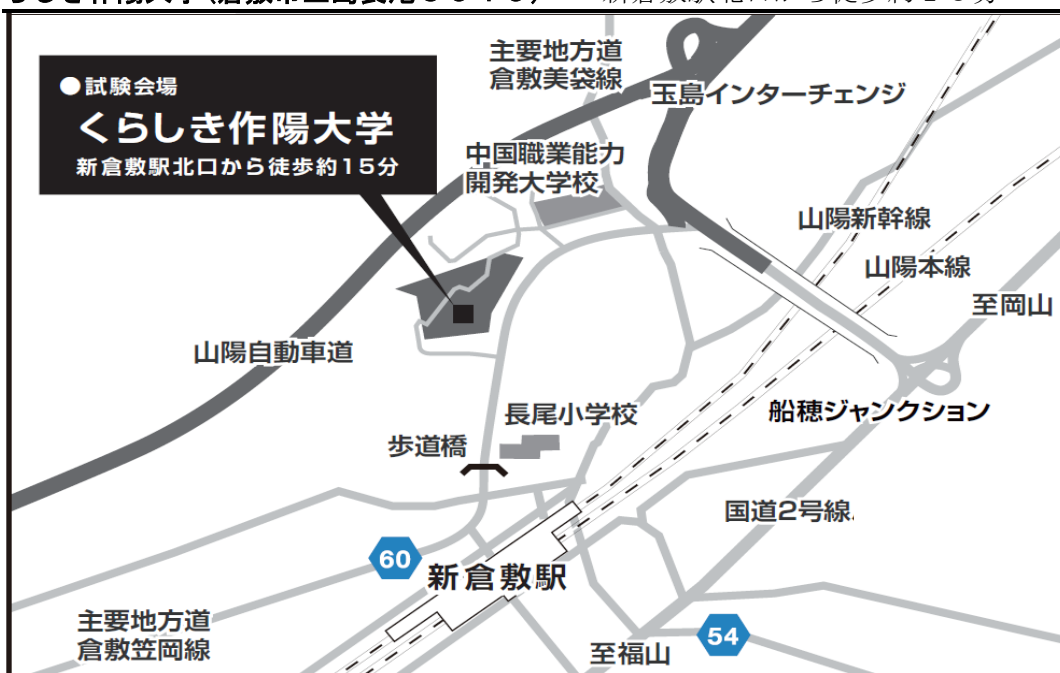 ●試験会場
くらしき作陽大学
新倉敷駅北口から徒歩約15分
主要地方道
倉敷美袋線
玉島インターチェンジ
中国職業能力
開発大学校
山陽新幹線
山陽本線
至岡山
山陽自動車道
船穂ジャンクション
長尾小学校
歩道橋
国道2号線
60
新倉敷駅
主要地方道
倉敷笠岡線
54
至福山